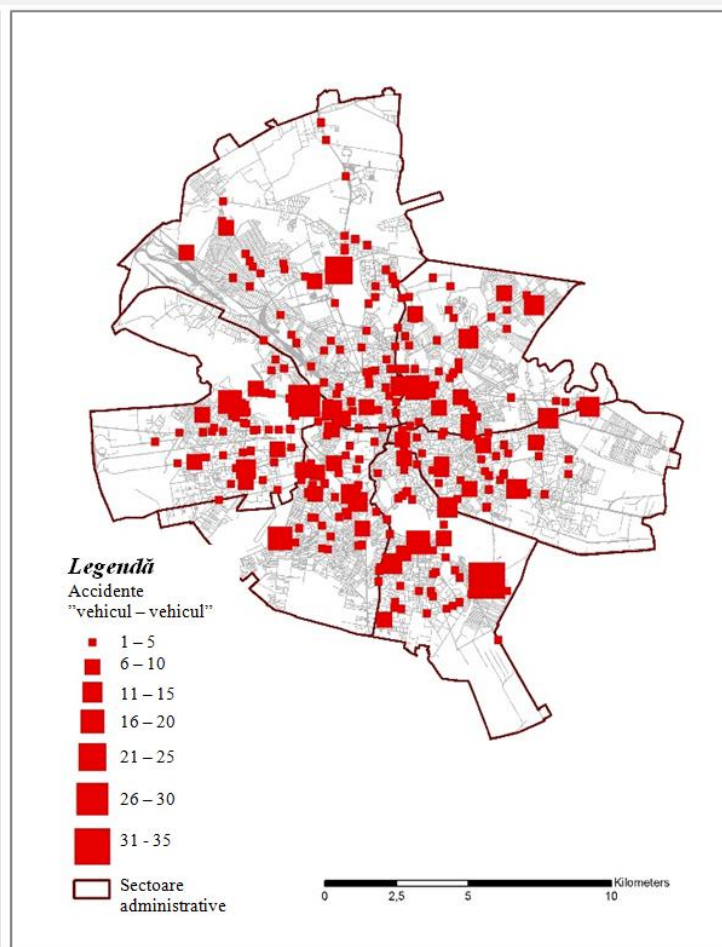 Legendă
Accidente
”vehicul – vehicul”
1 – 5
6 – 10
11 – 15
16 – 20
21 – 25
26 – 30
31 - 35
Sectoare
administrative
Kilometers
0 2,5 5 10